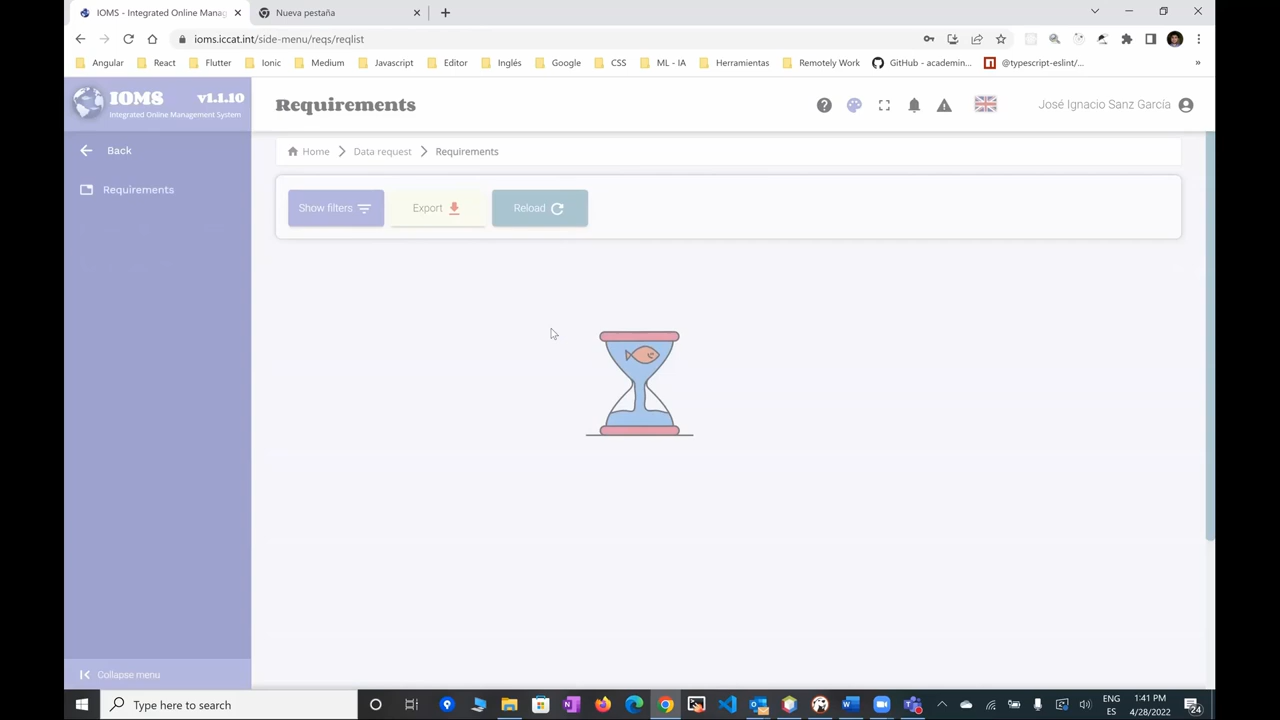 IOMS - Integrated Online Manag
Nueva pestaña
ioms.iccat.int/side-menu/reqs/reqlist
Angular
React
Flutter
Ionic
Medium
Javascript
Editor
Inglés
Google
CSS
ML - IA
Herramientas
Remotely Work
GitHub - academin...
@typescript-eslint/...
»
IOMS v1.1.10
Integrated Online Management System
Requirements
José Ignacio Sanz García
Back
Home
Data request
Requirements
Requirements
Show filters
Export
Reload
Collapse menu
Type here to search
ENG
ES
1:41 PM
4/28/2022
24